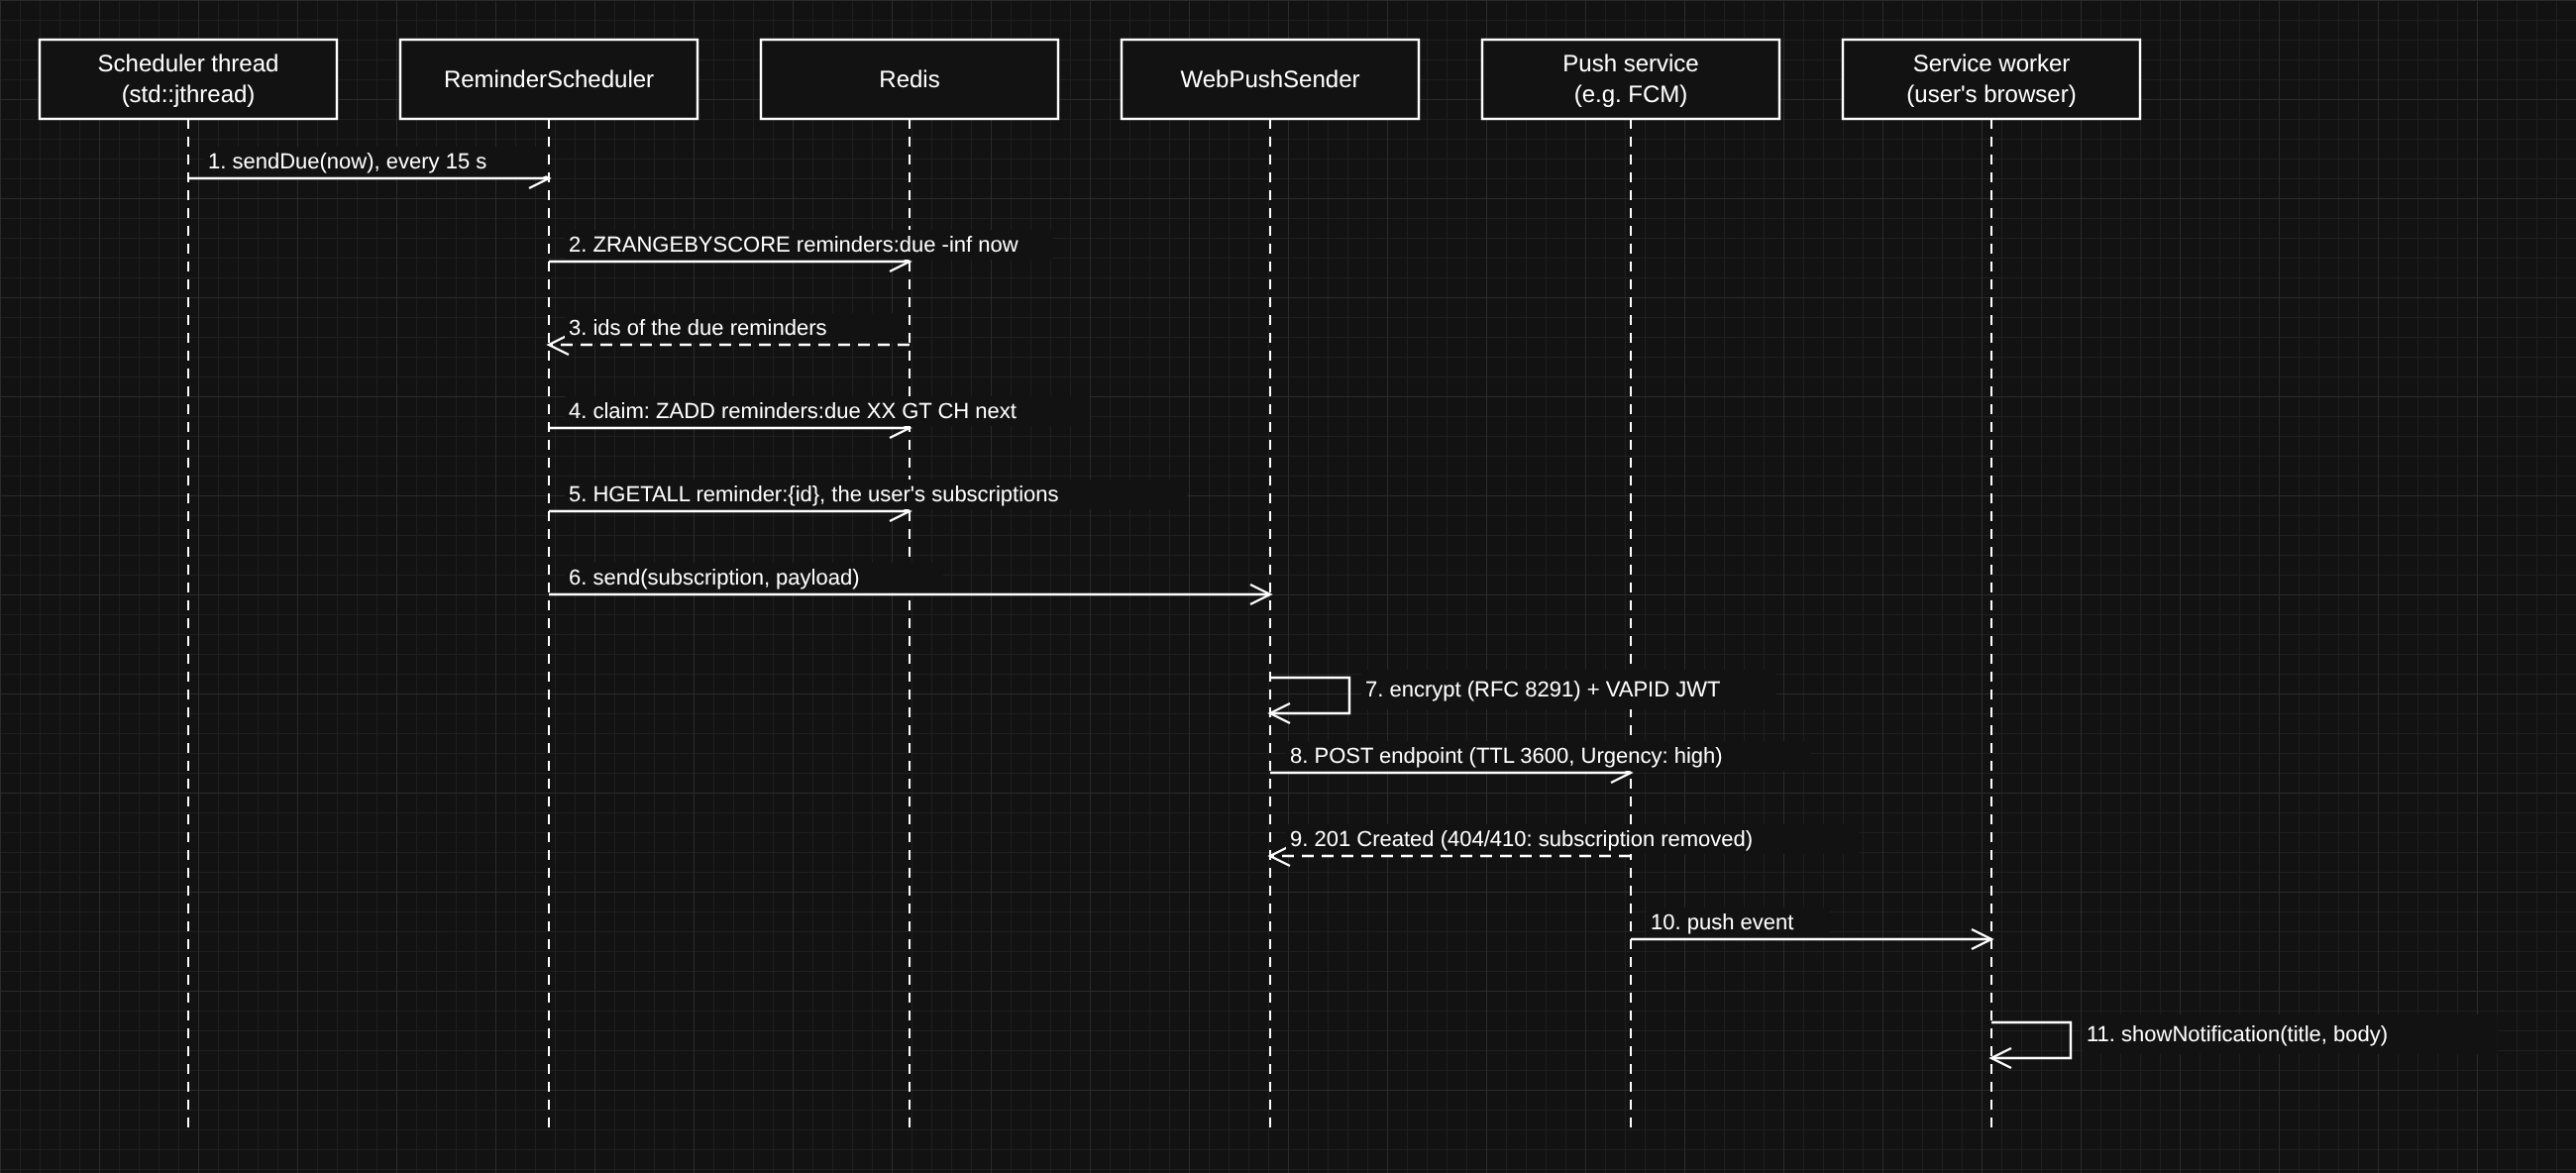 Scheduler thread
(std::jthread)
ReminderScheduler
Redis
WebPushSender
Push service
(e.g. FCM)
Service worker
(user's browser)
1. sendDue(now), every 15 s
2. ZRANGEBYSCORE reminders:due -inf now
3. ids of the due reminders
4. claim: ZADD reminders:due XX GT CH next
5. HGETALL reminder:{id}, the user's subscriptions
6. send(subscription, payload)
7. encrypt (RFC 8291) + VAPID JWT
8. POST endpoint (TTL 3600, Urgency: high)
9. 201 Created (404/410: subscription removed)
10. push event
11. showNotification(title, body)